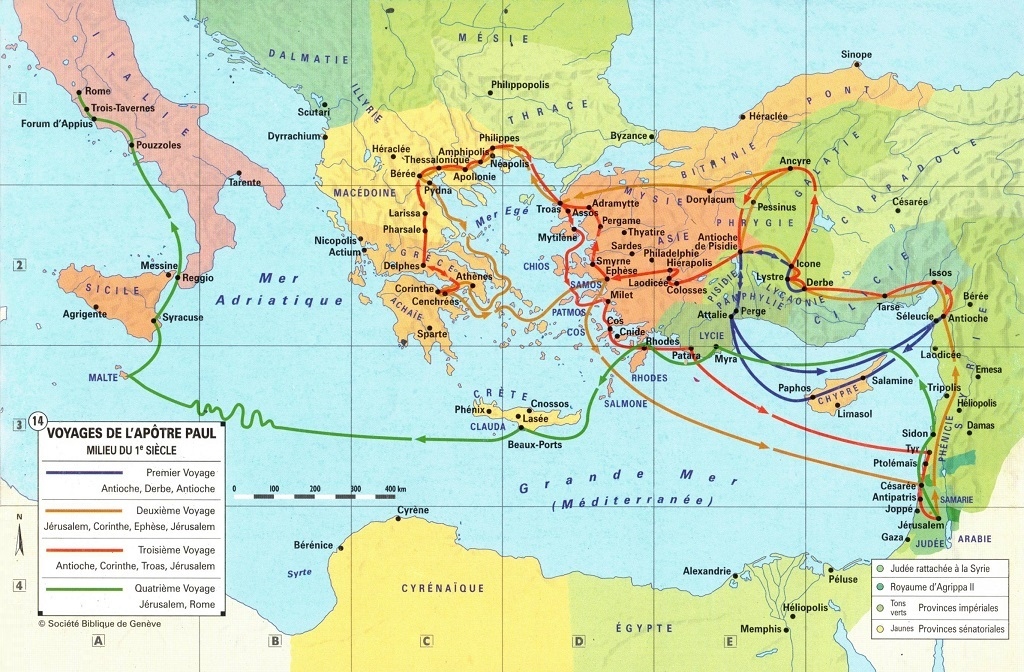 MÉSIE
DALMATIE
ITALIE
ILLYRIE
THRACE
PONT
BITHYNIE
GALATIE
CAPPADOCE
Sinope
Philippopolis
Rome
Trois-Tavernes
Forum d'Appius
Pouzzoles
Tarente
Scutari
Dyrrachium
Byzance
Héraclée
Héraclée
Philippes
Amphipolis
Néapolis
Thessalonique
Apollonie
Bérée
Pydna
MACÉDOINE
Larissa
Pharsale
Nicopolis
Actium
GRÈCE
Delphes
Athènes
Corinthe
Cenchréés
ACHAÏE
Sparte
Mer Egé
Troas
Assos
Adramytte
Mytilène
MYSIE
Dorylacum
Ancyre
Pessinus
Césarée
PHRYGIE
ASIE
Pergame
Thyatire
Sardes
Philadelphie
Antioche
de Pisidie
CHIOS
Smyrne
Ephèse
Hiérapolis
Laodicée
Colosses
SAMOS
Milet
PATMOS
COS
Cos
Cnide
PISIDIE
PAMPHYLIE
Attalie
Perge
LYCAONIE
Icone
Lystre
Derbe
CILICIE
Tarse
Issos
Bérée
Séleucie
Antioche
LYCIE
Rhodes
Patara
Myra
RHODES
Messine
Reggio
SICILE
Agrigente
Syracuse
MALTE
Mer
Adriatique
CRÈTE
Phénix
Cnossos
Lasée
CLAUDA
Beaux-Ports
SALMONE
Paphos
Salamine
CHYPRE
Limasol
Laodicée
Emesa
Tripolis
Héliopolis
SYRIE
PHÉNICIE
Damas
Sidon
Tyr
Ptolémaïs
Césarée
Antipatris
Joppé
SAMARIE
Jérusalem
Gaza
JUDÉE
ARABIE
Grande Mer
(Méditerranée)
0 100 200 300 400 km
Cyrène
Bérénice
Syrte
CYRÉNAÏQUE
ÉGYPTE
Alexandrie
Péluse
Héliopolis
Memphis
14
VOYAGES DE L'APÔTRE PAUL
MILIEU DU 1e SIÈCLE
Premier Voyage
Antioche, Derbe, Antioche
Deuxième Voyage
Jérusalem, Corinthe, Ephèse, Jérusalem
Troisième Voyage
Antioche, Corinthe, Troas, Jérusalem
Quatrième Voyage
Jérusalem, Rome
© Société Biblique de Genève
Judée rattachée à la Syrie
Royaume d'Agrippa II
Tons
verts
Provinces impériales
Jaunes Provinces sénatoriales
N
1
2
3
4
A B C D E